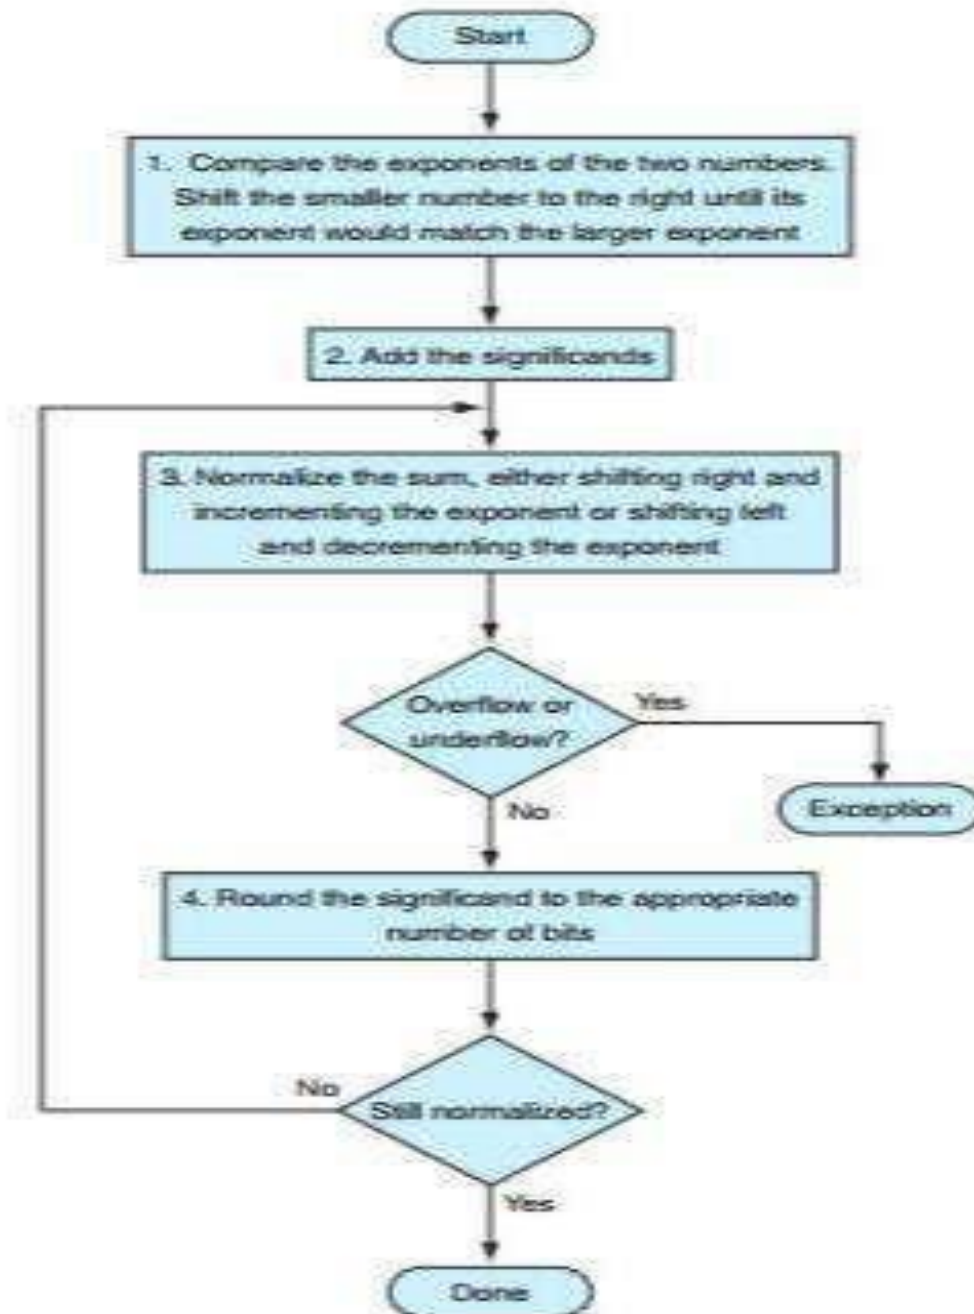 Start
1. Compare the exponents of the two numbers.
Shift the smaller number to the right until its
exponent would match the larger exponent
2. Add the significands
3. Normalize the sum, either shifting right and
incrementing the exponent or shifting left
and decrementing the exponent
Overflow or
underflow?
Yes
Exception
No
4. Round the significand to the appropriate
number of bits
No
Still normalized?
Yes
Done